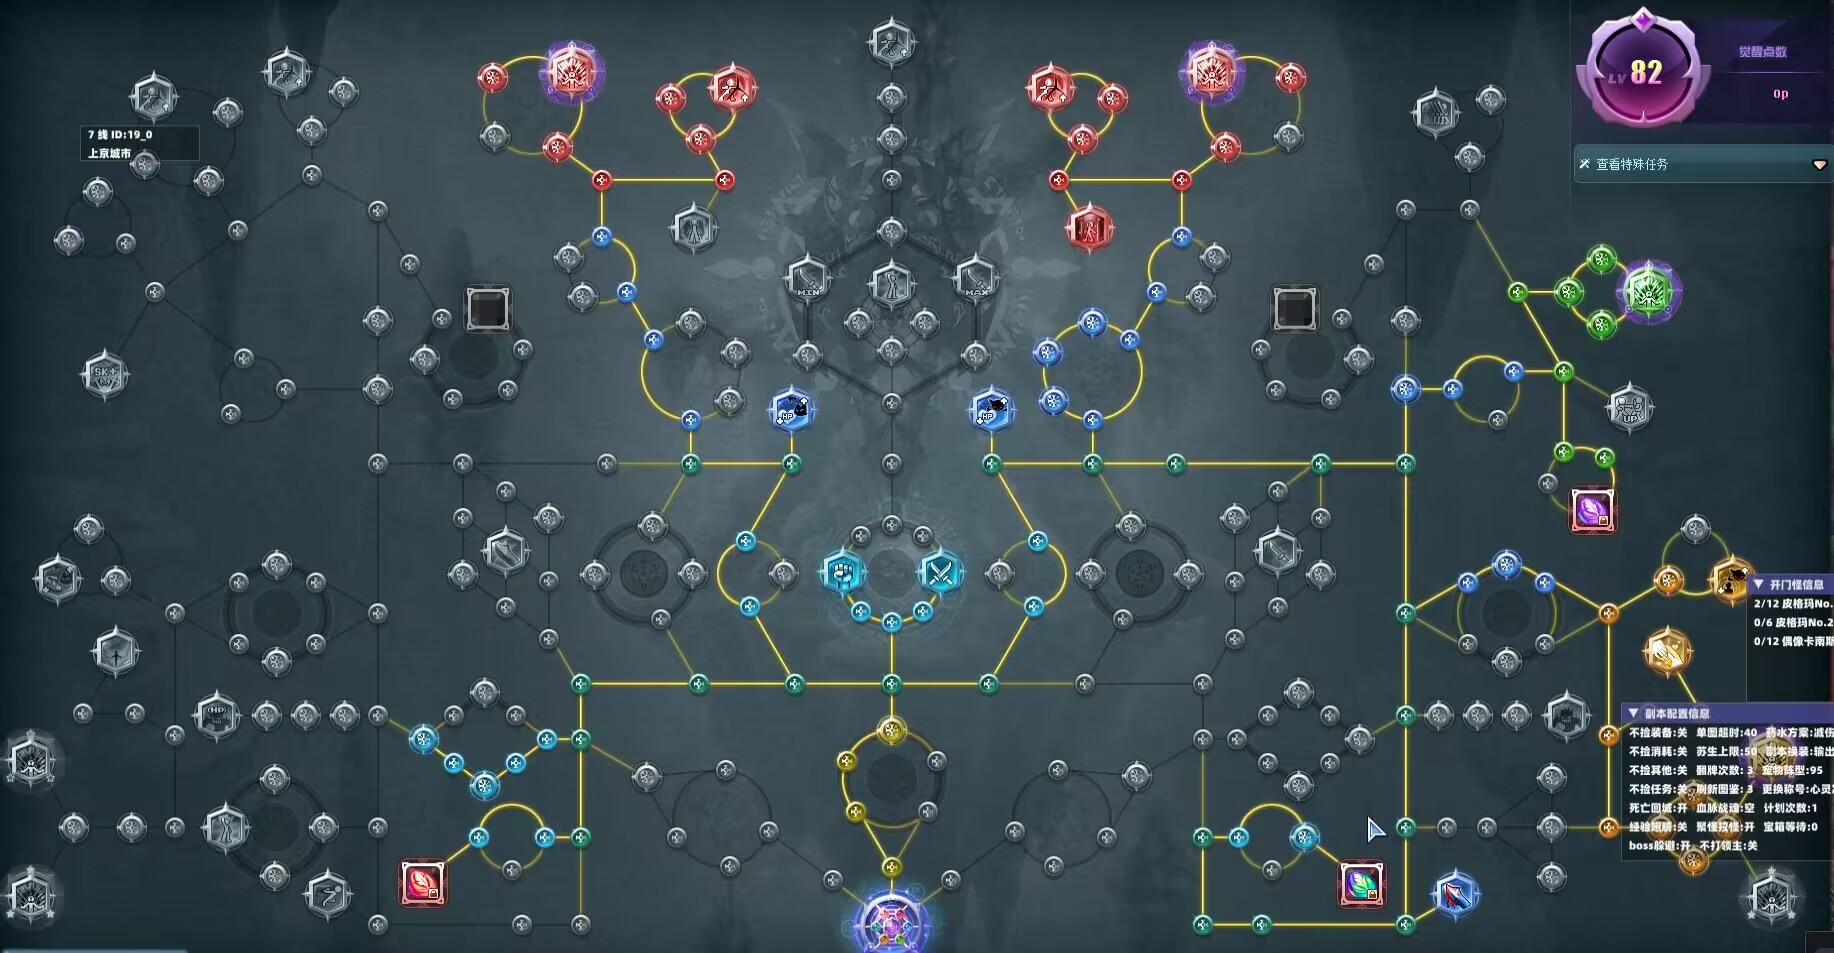 觉醒点数
LV 82
0p
7 线 ID:19_0
上京城市
查看特殊任务
MIN
MAX
SK+
HP
HP
UP
开门怪信息
2/12 皮格玛No.
0/6 皮格玛No.2
0/12 偶像卡南斯
(HP)
副本配置信息
不捡装备:关 单图超时:40 药水方案:减伤
不捡消耗:关 苏生上限:50 副本换装:输出
不捡其他:关 翻牌次数: 3 宠物阵型:95
不捡任务:关 刷新图鉴: 3 更换称号:心灵
死亡回城:开 血脉战魂:空 计划次数:1
经验翅膀:关 聚怪拉怪:开 宝箱等待:0
boss躲避:开 不打领主:关